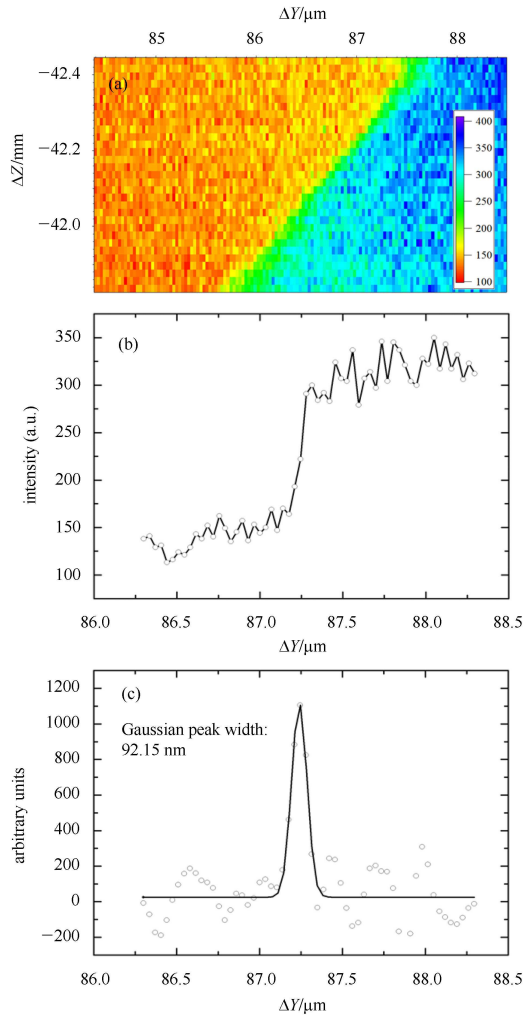 ΔY/μm
85 86 87 88
ΔZ/mm
−42.4
−42.2
−42.0
(a)
400
350
300
250
200
150
100
(b)
intensity (a.u.)
350
300
250
200
150
100
86.0 86.5 87.0 87.5 88.0 88.5
ΔY/μm
(c)
Gaussian peak width:
92.15 nm
arbitrary units
1200
1000
800
600
400
200
0
−200
86.0 86.5 87.0 87.5 88.0 88.5
ΔY/μm